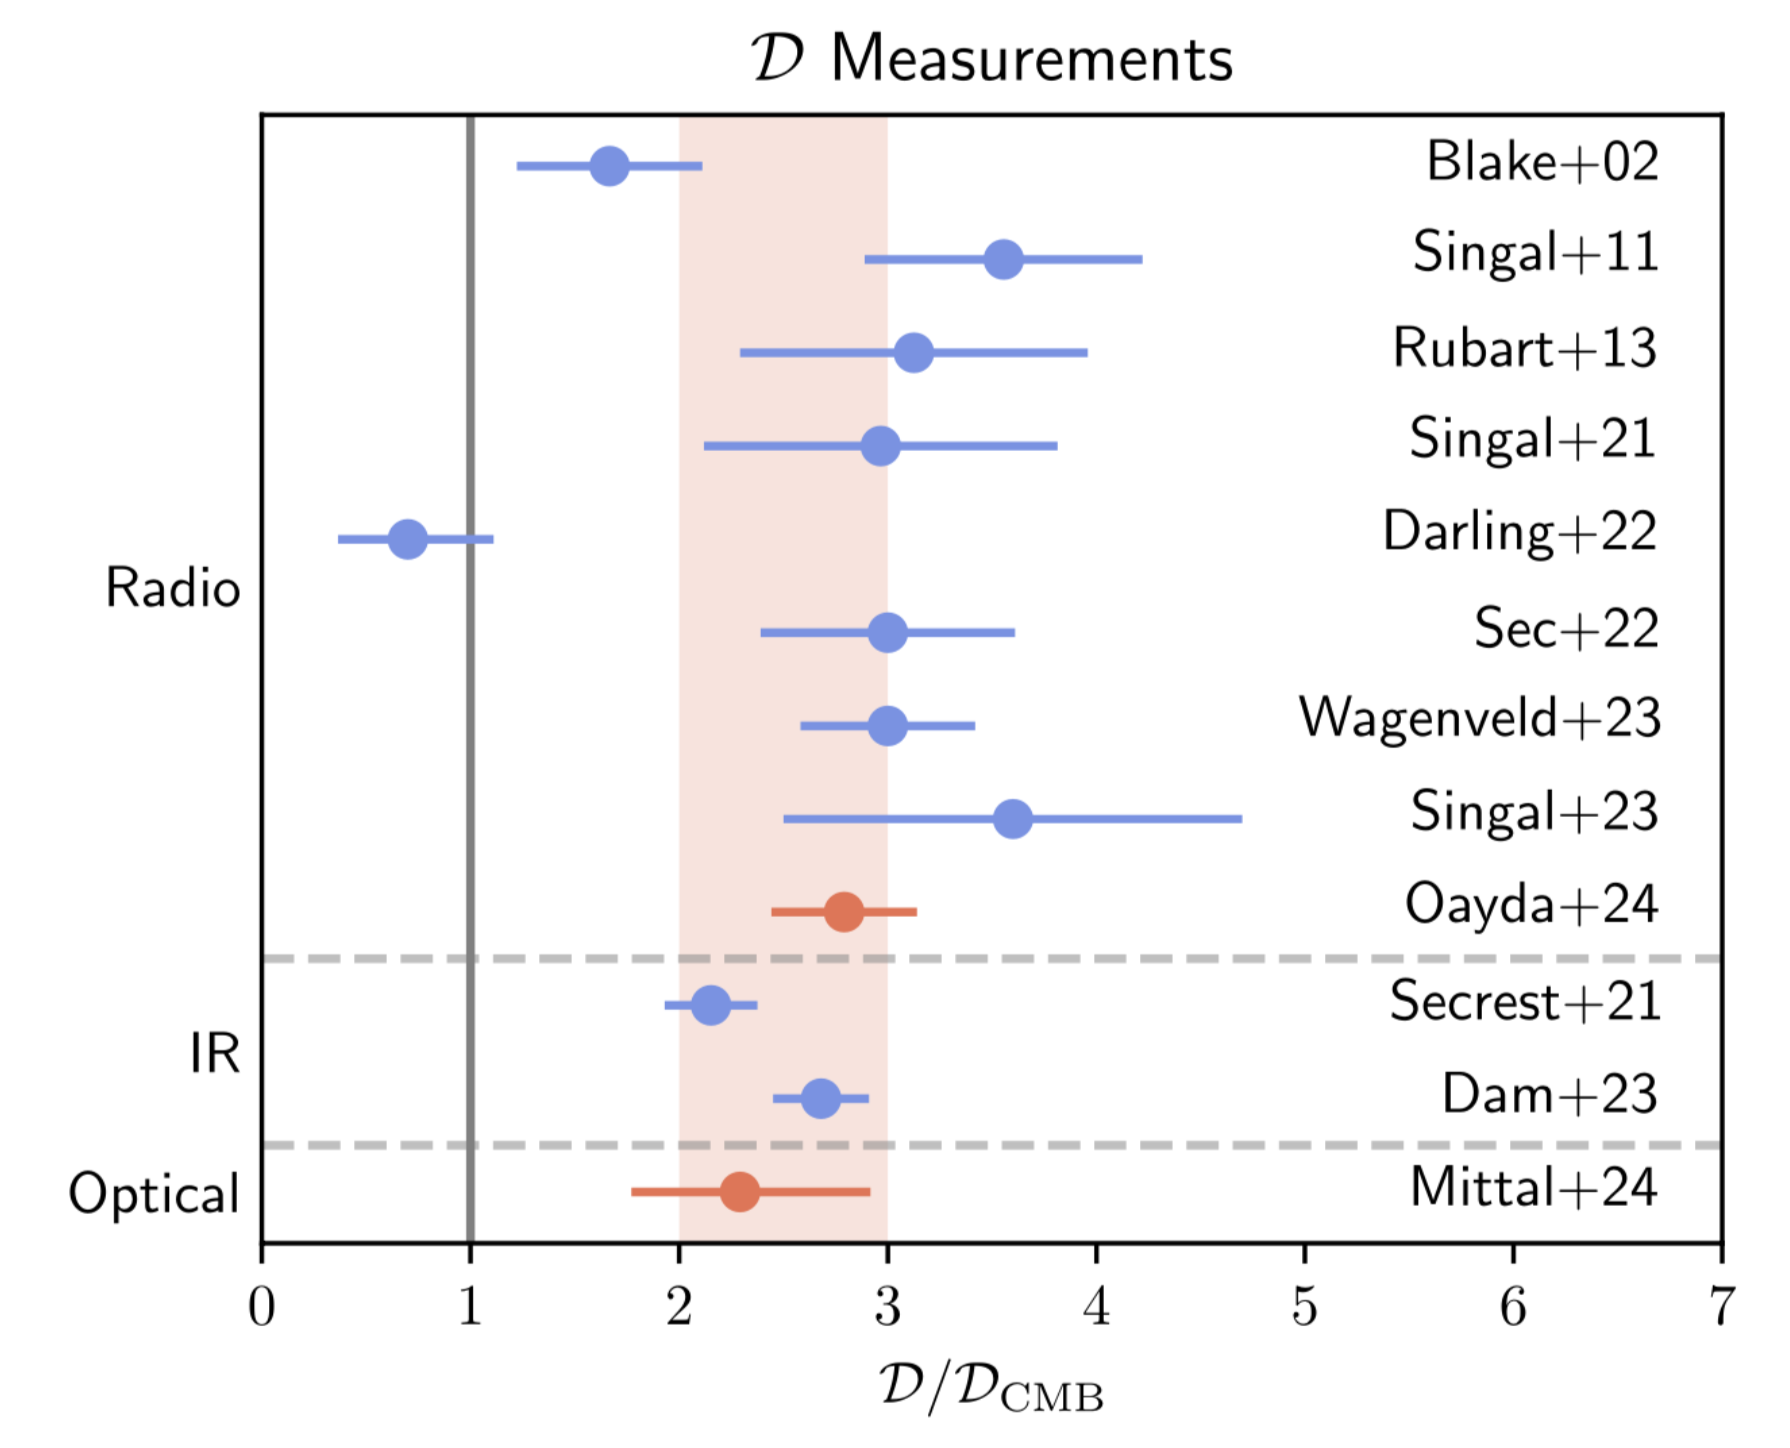 𝒟 Measurements
Blake+02
Singal+11
Rubart+13
Singal+21
Darling+22
Radio
Sec+22
Wagenveld+23
Singal+23
Oayda+24
Secrest+21
IR
Dam+23
Optical
Mittal+24
0 1 2 3 4 5 6 7
𝒟/𝒟CMB